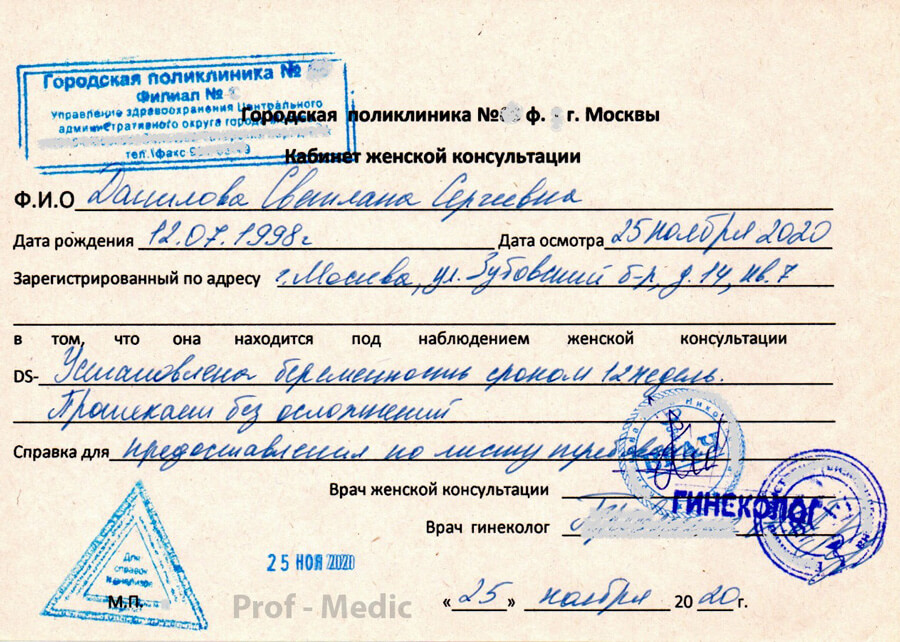 Городская поликлиника №
Филиал №
Управление здравоохранения Центрального
административного округа города
тел./факс
Городская поликлиника № ф. г. Москвы
Кабинет женской консультации
Ф.И.О Данилова Светлана Сергеевна
Дата рождения 12.07.1998г Дата осмотра 25 ноября 2020
Зарегистрированный по адресу г. Москва, ул. Зубовский б-р, д. 14, кв. 7
в том, что она находится под наблюдением женской консультации
DS- Установлена беременность сроком 12 недель.
Протекает без осложнений
Справка для предоставления по месту требования
Врач
Врач женской консультации
ГИНЕКОЛОГ
Врач гинеколог
Для
справок
М.П.
25 НОЯ 2020
Prof - Medic
« 25 » ноября 20 20 г.